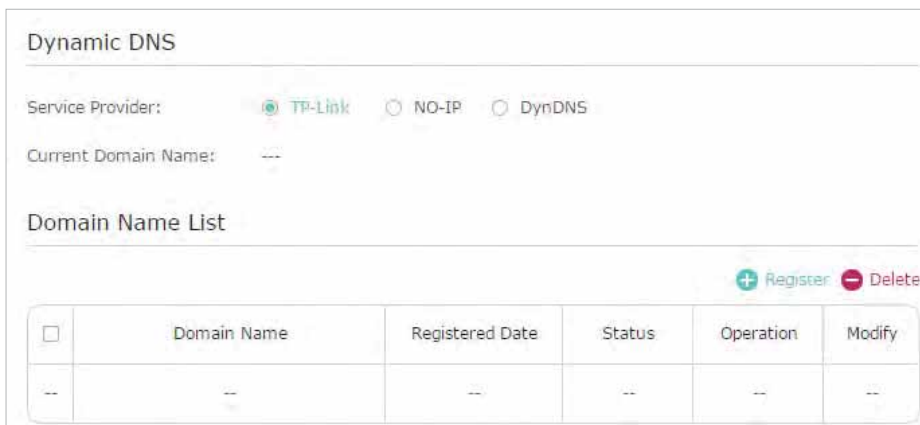 Dynamic DNS
Service Provider: TP-Link NO-IP DynDNS
Current Domain Name: ---
Domain Name List
Register Delete
Domain Name Registered Date Status Operation Modify
-- -- -- -- -- --